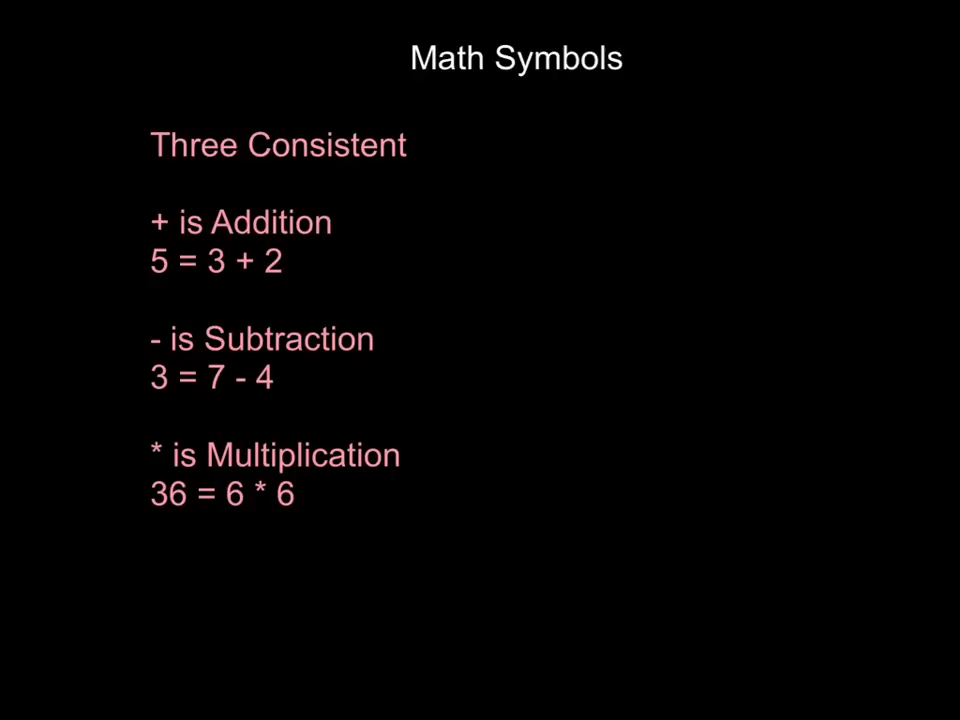 Math Symbols
Three Consistent
+ is Addition
5 = 3 + 2
- is Subtraction
3 = 7 - 4
* is Multiplication
36 = 6 * 6